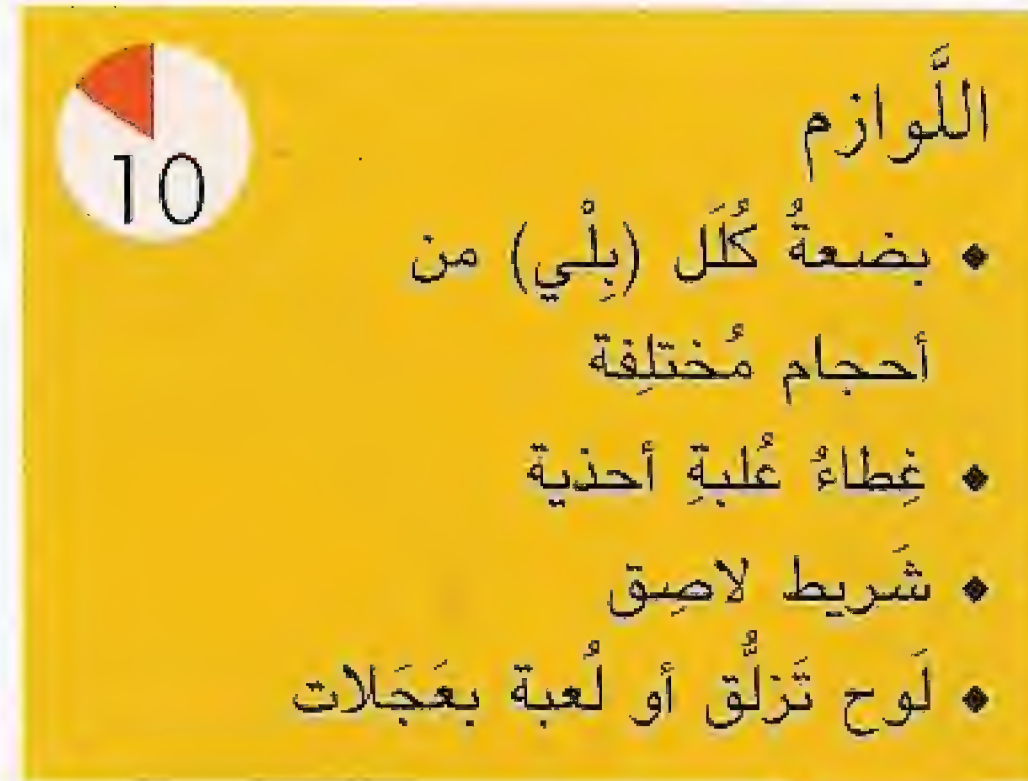 اللَّوازم
10
• بضعةُ كُلَل (بِلْي) من
أحجام مُختلِفة
• غِطاءُ عُلبةِ أحذية
• شَريط لاصِق
• لَوح تَزلُّق أو لُعبة بعَجَلات